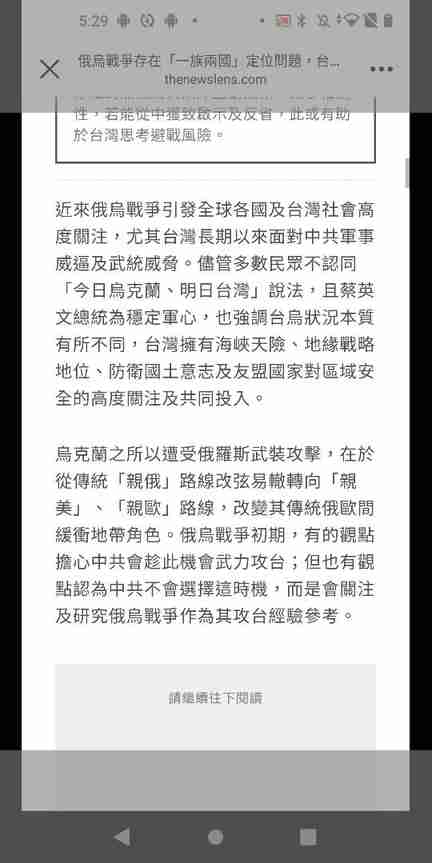 5:29
俄烏戰爭存在「一族兩國」定位問題，台...
thenewslens.com
性，若能從中獲致啟示及反省，此或有助
於台灣思考避戰風險。
近來俄烏戰爭引發全球各國及台灣社會高
度關注，尤其台灣長期以來面對中共軍事
威逼及武統威脅。儘管多數民眾不認同
「今日烏克蘭、明日台灣」說法，且蔡英
文總統為穩定軍心，也強調台烏狀況本質
有所不同，台灣擁有海峽天險、地緣戰略
地位、防衛國土意志及友盟國家對區域安
全的高度關注及共同投入。
烏克蘭之所以遭受俄羅斯武裝攻擊，在於
從傳統「親俄」路線改弦易轍轉向「親
美」、「親歐」路線，改變其傳統俄歐間
緩衝地帶角色。俄烏戰爭初期，有的觀點
擔心中共會趁此機會武力攻台；但也有觀
點認為中共不會選擇這時機，而是會關注
及研究俄烏戰爭作為其攻台經驗參考。
請繼續往下閱讀